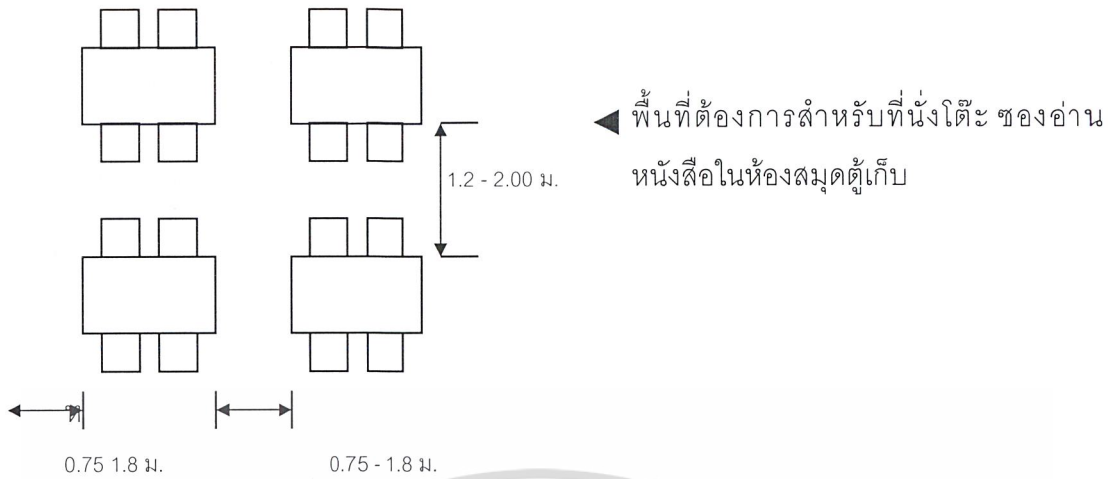 พื้นที่ต้องการสำหรับที่นั่งโต๊ะ ซองอ่าน
หนังสือในห้องสมุดตู้เก็บ
1.2 - 2.00 ม.
0.75 1.8 ม.
0.75 - 1.8 ม.